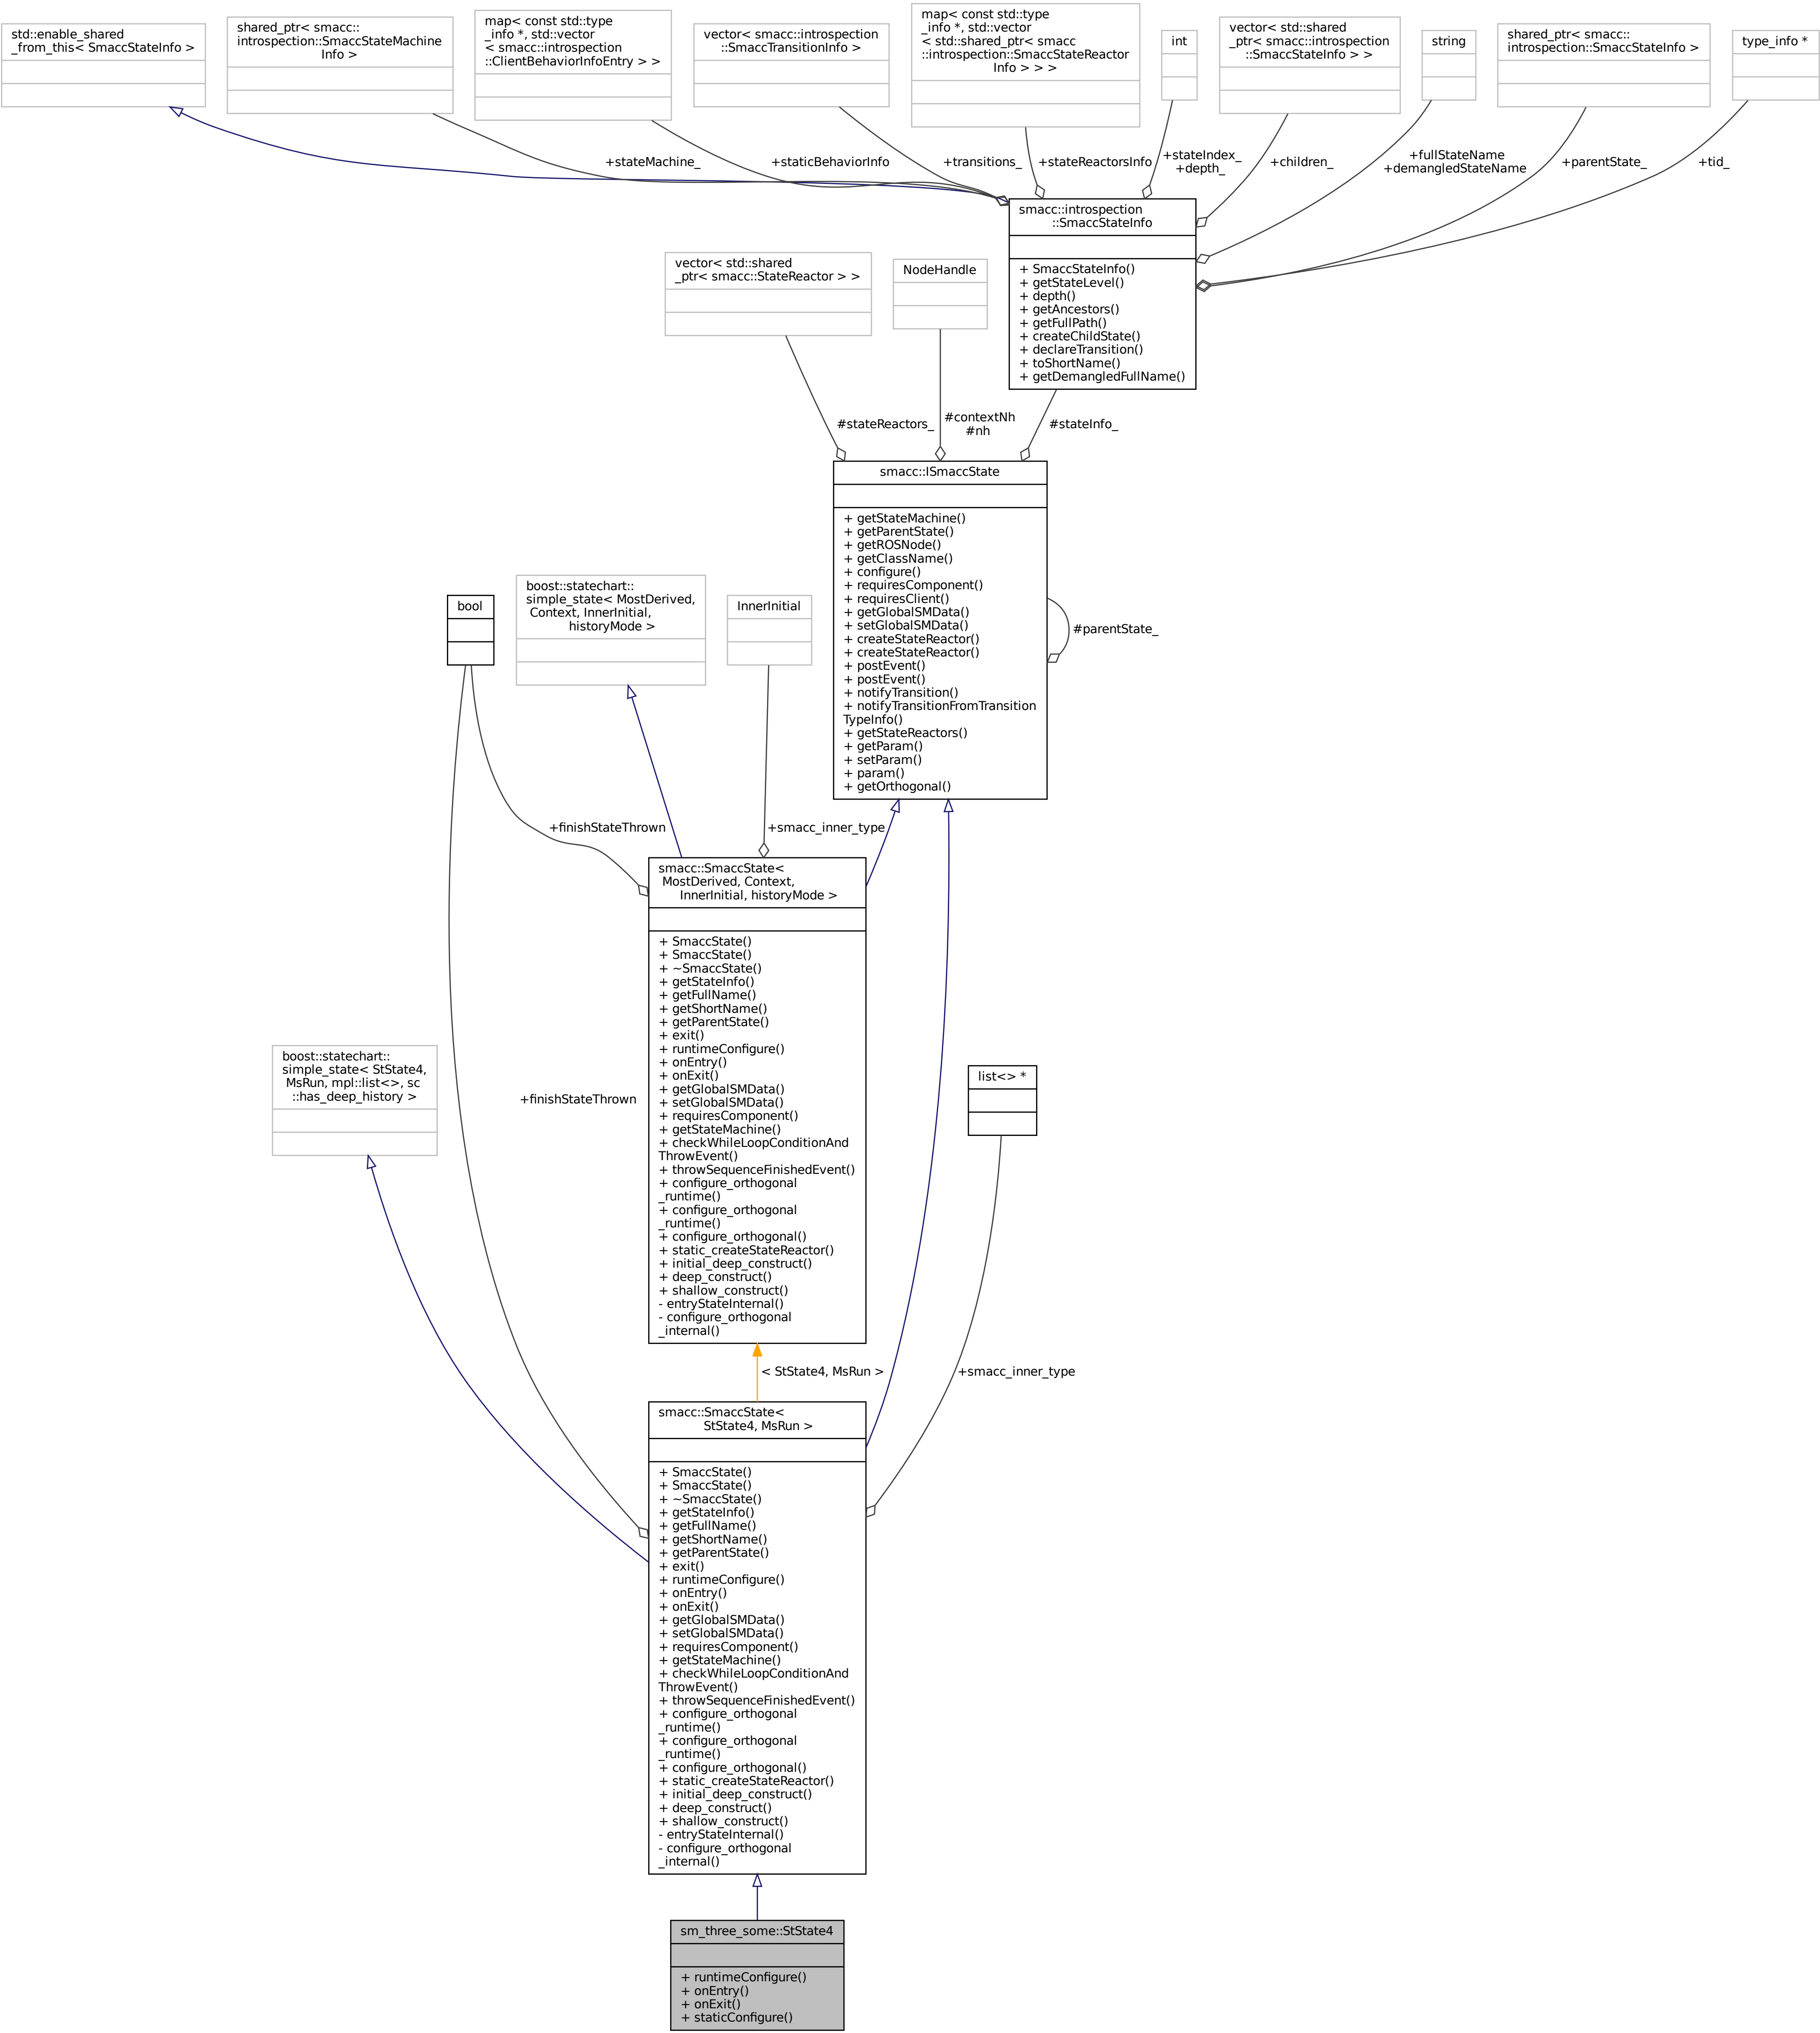 std::enable_shared
_from_this< SmaccStateInfo >
shared_ptr< smacc::
introspection::SmaccStateMachine
Info >
map< const std::type
_info *, std::vector
< smacc::introspection
::ClientBehaviorInfoEntry > >
vector< smacc::introspection
::SmaccTransitionInfo >
map< const std::type
_info *, std::vector
< std::shared_ptr< smacc
::introspection::SmaccStateReactor
Info > > >
int
vector< std::shared
_ptr< smacc::introspection
::SmaccStateInfo > >
string
shared_ptr< smacc::
introspection::SmaccStateInfo >
type_info *
+stateMachine_
+staticBehaviorInfo
+transitions_
+stateReactorsInfo
+stateIndex_
+depth_
+children_
+fullStateName
+demangledStateName
+parentState_
+tid_
smacc::introspection
::SmaccStateInfo
+ SmaccStateInfo()
+ getStateLevel()
+ depth()
+ getAncestors()
+ getFullPath()
+ createChildState()
+ declareTransition()
+ toShortName()
+ getDemangledFullName()
vector< std::shared
_ptr< smacc::StateReactor > >
NodeHandle
#stateReactors_
#contextNh
#nh
#stateInfo_
smacc::ISmaccState
+ getStateMachine()
+ getParentState()
+ getROSNode()
+ getClassName()
+ configure()
+ requiresComponent()
+ requiresClient()
+ getGlobalSMData()
+ setGlobalSMData()
+ createStateReactor()
+ createStateReactor()
+ postEvent()
+ postEvent()
+ notifyTransition()
+ notifyTransitionFromTransition
TypeInfo()
+ getStateReactors()
+ getParam()
+ setParam()
+ param()
+ getOrthogonal()
#parentState_
bool
boost::statechart::
simple_state< MostDerived,
Context, InnerInitial,
historyMode >
InnerInitial
+finishStateThrown
+smacc_inner_type
smacc::SmaccState<
MostDerived, Context,
InnerInitial, historyMode >
+ SmaccState()
+ SmaccState()
+ ~SmaccState()
+ getStateInfo()
+ getFullName()
+ getShortName()
+ getParentState()
+ exit()
+ runtimeConfigure()
+ onEntry()
+ onExit()
+ getGlobalSMData()
+ setGlobalSMData()
+ requiresComponent()
+ getStateMachine()
+ checkWhileLoopConditionAnd
ThrowEvent()
+ throwSequenceFinishedEvent()
+ configure_orthogonal
_runtime()
+ configure_orthogonal
_runtime()
+ configure_orthogonal()
+ static_createStateReactor()
+ initial_deep_construct()
+ deep_construct()
+ shallow_construct()
- entryStateInternal()
- configure_orthogonal
_internal()
boost::statechart::
simple_state< StState4,
MsRun, mpl::list<>, sc
::has_deep_history >
+finishStateThrown
list<> *
< StState4, MsRun >
+smacc_inner_type
smacc::SmaccState<
StState4, MsRun >
+ SmaccState()
+ SmaccState()
+ ~SmaccState()
+ getStateInfo()
+ getFullName()
+ getShortName()
+ getParentState()
+ exit()
+ runtimeConfigure()
+ onEntry()
+ onExit()
+ getGlobalSMData()
+ setGlobalSMData()
+ requiresComponent()
+ getStateMachine()
+ checkWhileLoopConditionAnd
ThrowEvent()
+ throwSequenceFinishedEvent()
+ configure_orthogonal
_runtime()
+ configure_orthogonal
_runtime()
+ configure_orthogonal()
+ static_createStateReactor()
+ initial_deep_construct()
+ deep_construct()
+ shallow_construct()
- entryStateInternal()
- configure_orthogonal
_internal()
sm_three_some::StState4
+ runtimeConfigure()
+ onEntry()
+ onExit()
+ staticConfigure()